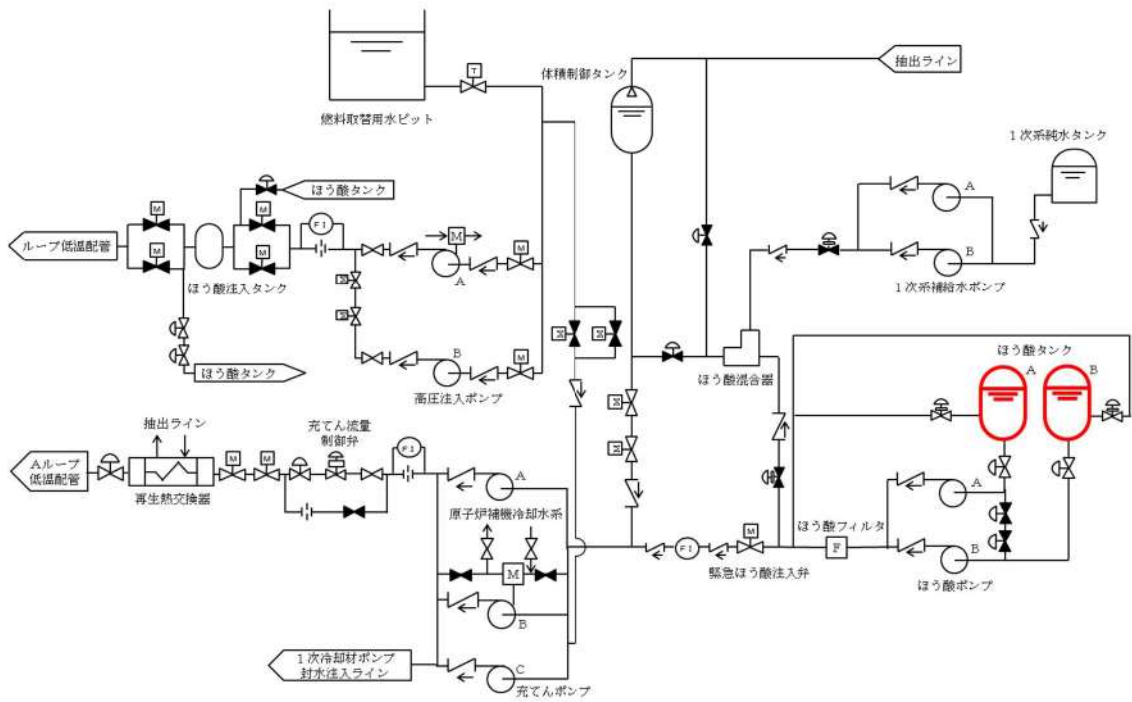 T
燃料取替用水ピット
体積制御タンク
抽出ライン
1次系純水タンク
A
B
1次系補給水ポンプ
ほう酸タンク
M
M
FI
M
M
ループ低温配管
M
M
ほう酸注入タンク
A
M
M
B
M
高圧注入ポンプ
M
M
ほう酸タンク
ほう酸混合器
ほう酸タンク
A
B
M
M
抽出ライン
充てん流量
制御弁
FI
Aループ
低温配管
M
M
再生熱交換器
A
原子炉補機冷却水系
M
B
M
FI
緊急ほう酸注入弁
ほう酸フィルタ
F
A
B
ほう酸ポンプ
1次冷却材ポンプ
封水注入ライン
C
充てんポンプ